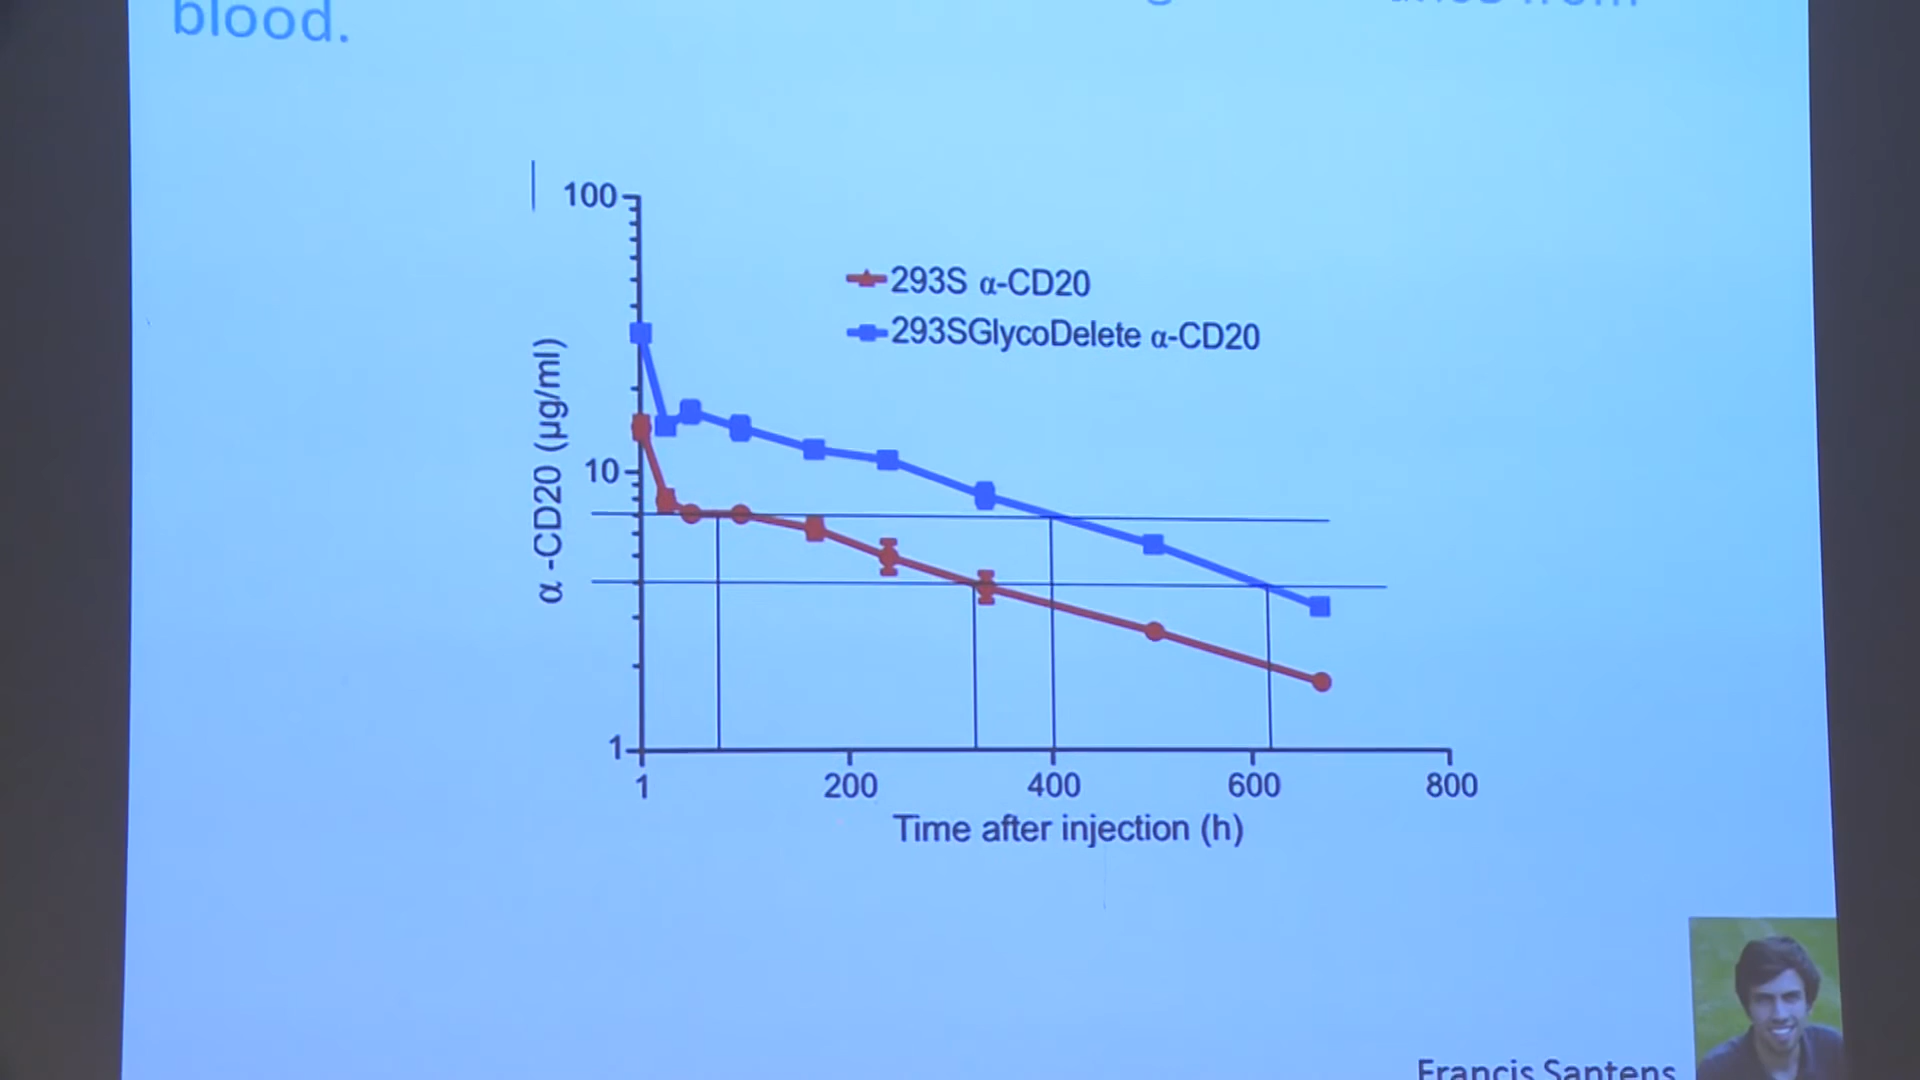 from
blood.
100
293S α-CD20
293SGlycoDelete α-CD20
α -CD20 (µg/ml)
10
1
1 200 400 600 800
Time after injection (h)
Francis Santens